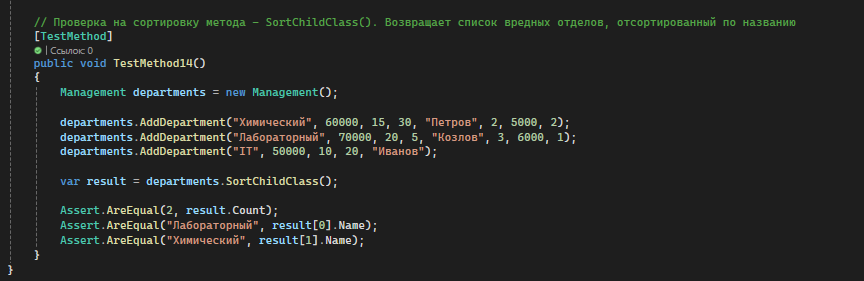 // Проверка на сортировку метода – SortChildClass(). Возвращает список вредных отделов, отсортированный по названию
[TestMethod]
| Ссылок: 0
public void TestMethod14()
{
Management departments = new Management();
departments.AddDepartment("Химический", 60000, 15, 30, "Петров", 2, 5000, 2);
departments.AddDepartment("Лабораторный", 70000, 20, 5, "Козлов", 3, 6000, 1);
departments.AddDepartment("IT", 50000, 10, 20, "Иванов");
var result = departments.SortChildClass();
Assert.AreEqual(2, result.Count);
Assert.AreEqual("Лабораторный", result[0].Name);
Assert.AreEqual("Химический", result[1].Name);
}
}